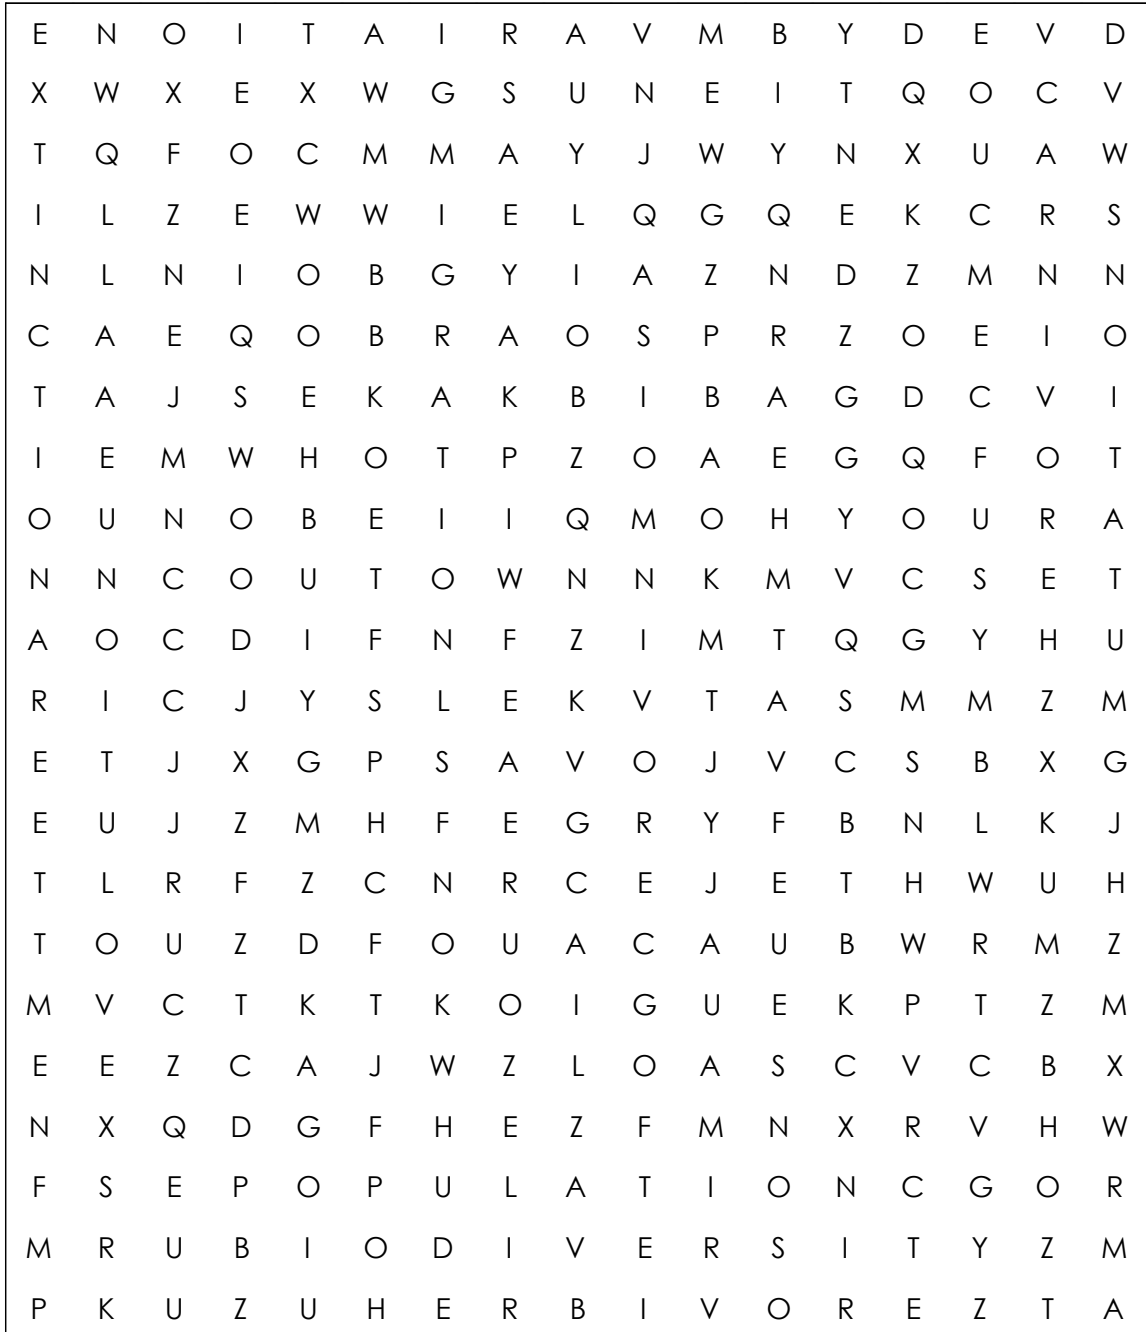 E N O I T A I R A V M B Y D E V D
X W X E X W G S U N E I T Q O C V
T Q F O C M M A Y J W Y N X U A W
I L Z E W W I E L Q G Q E K C R S
N L N I O B G Y I A Z N D Z M N N
C A E Q O B R A O S P R Z O E I O
T A J S E K A K B I B A G D C V I
I E M W H O T P Z O A E G Q F O T
O U N O B E I I Q M O H Y O U R A
N N C O U T O W N N K M V C S E T
A O C D I F N F Z I M T Q G Y H U
R I C J Y S L E K V T A S M M Z M
E T J X G P S A V O J V C S B X G
E U J Z M H F E G R Y F B N L K J
T L R F Z C N R C E J E T H W U H
T O U Z D F O U A C A U B W R M Z
M V C T K T K O I G U E K P T Z M
E E Z C A J W Z L O A S C V C B X
N X Q D G F H E Z F M N X R V H W
F S E P O P U L A T I O N C G O R
M R U B I O D I V E R S I T Y Z M
P K U Z U H E R B I V O R E Z T A